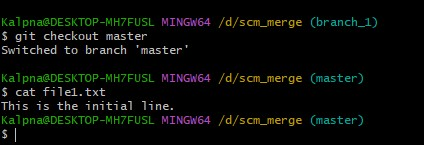 Kalpna@DESKTOP-MH7FUSL MINGW64 /d/scm_merge (branch_1)
$ git checkout master
Switched to branch 'master'
Kalpna@DESKTOP-MH7FUSL MINGW64 /d/scm_merge (master)
$ cat file1.txt
This is the initial line.
Kalpna@DESKTOP-MH7FUSL MINGW64 /d/scm_merge (master)
$